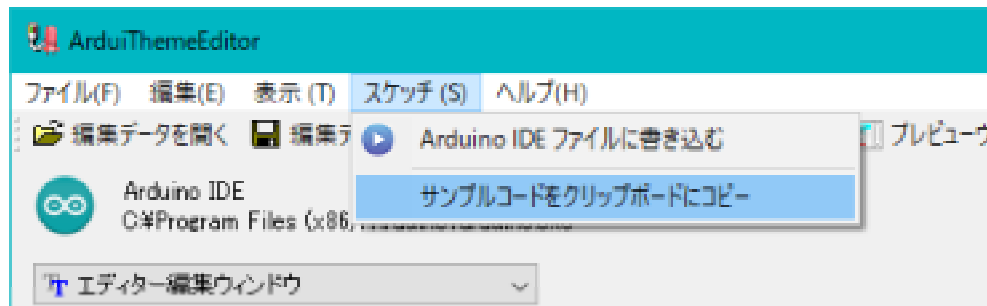 ArduiThemeEditor
ファイル(F) 編集(E) 表示 (T) スケッチ (S) ヘルプ(H)
編集データを開く 編集デ Arduino IDE ファイルに書き込む プレビューウ
Arduino IDE サンプルコードをクリップボードにコピー
C¥Program Files (x86)
エディター編集ウィンドウ